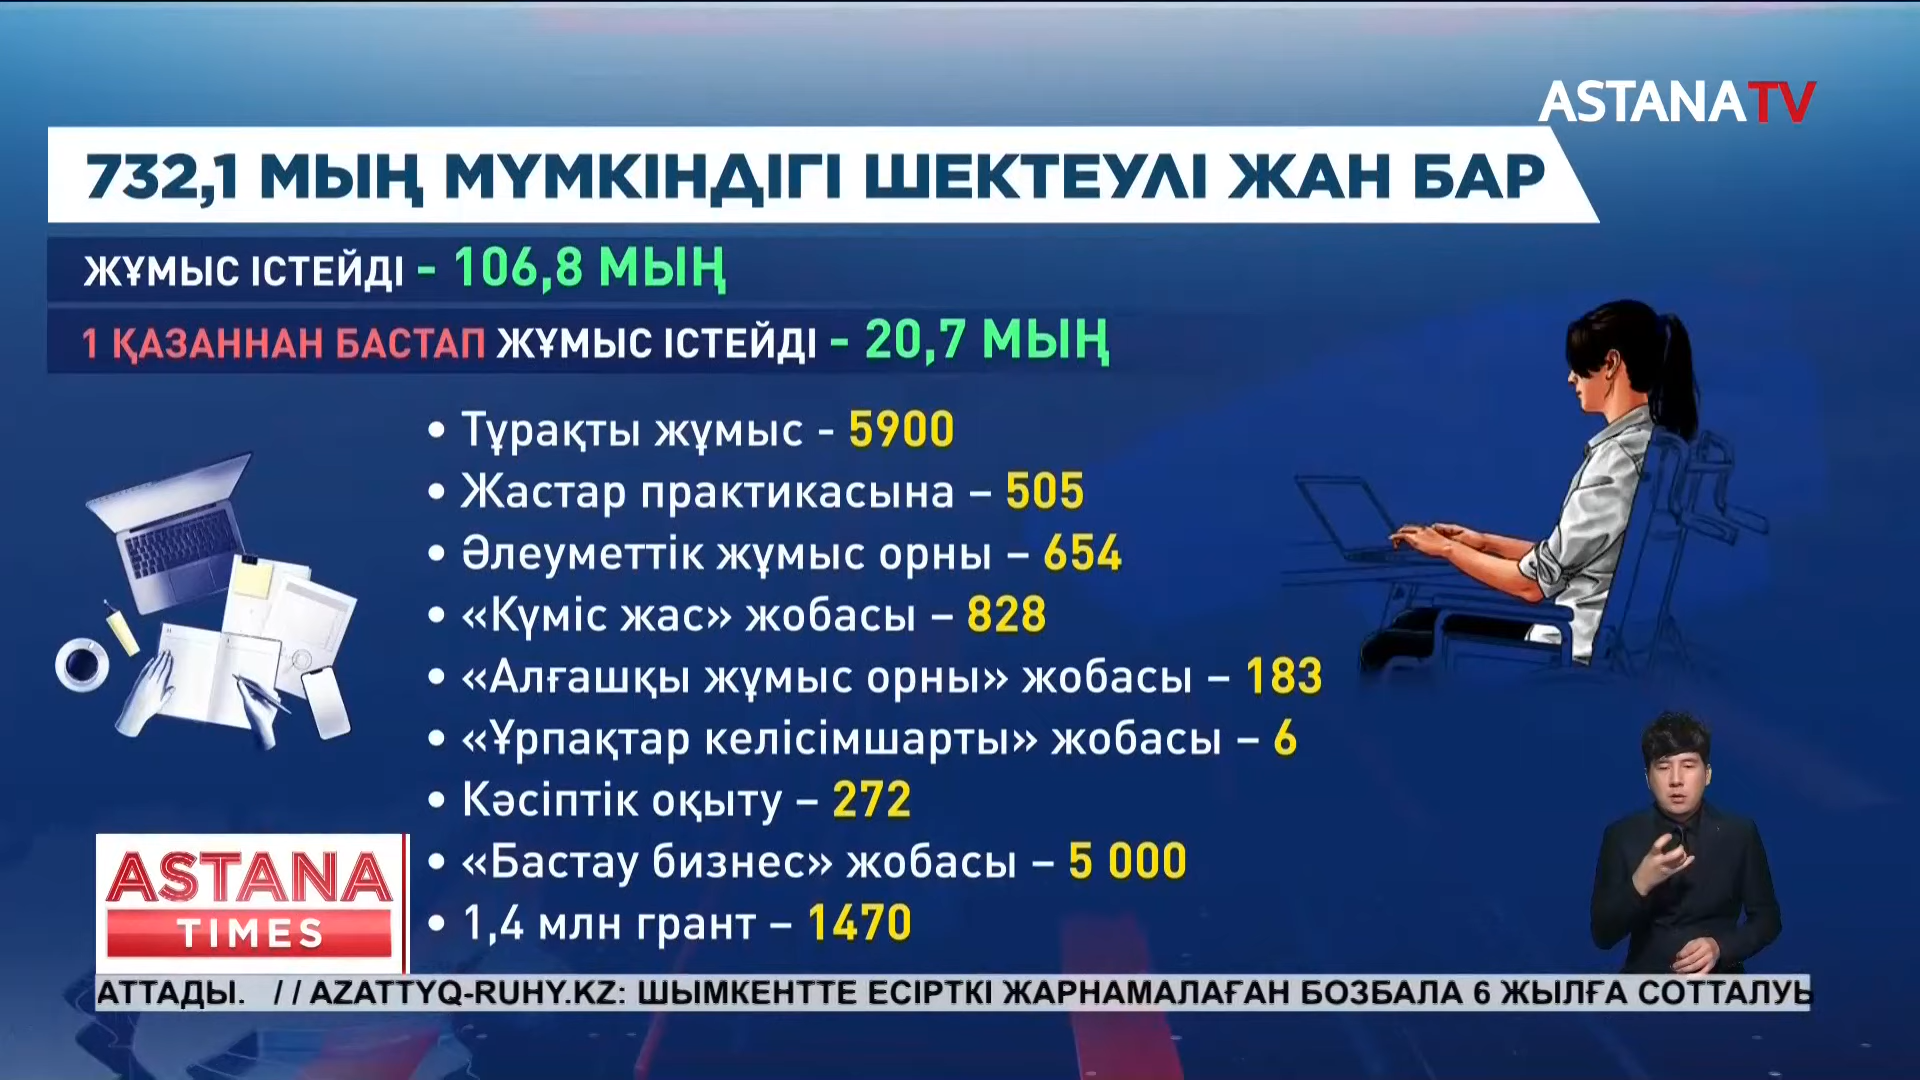 ASTANATV
732,1 МЫҢ МҮМКІНДІГІ ШЕКТЕУЛІ ЖАН БАР
ЖҰМЫС ІСТЕЙДІ - 106,8 МЫҢ
1 ҚАЗАННАН БАСТАП ЖҰМЫС ІСТЕЙДІ - 20,7 МЫҢ
• Тұрақты жұмыс - 5900
• Жастар практикасына – 505
• Әлеуметтік жұмыс орны – 654
• «Күміс жас» жобасы – 828
• «Алғашқы жұмыс орны» жобасы – 183
• «Ұрпақтар келісімшарты» жобасы – 6
• Кәсіптік оқыту – 272
• «Бастау бизнес» жобасы – 5 000
• 1,4 млн грант – 1470
ASTANA
TIMES
АТТАДЫ. // AZATTYQ-RUHY.KZ: ШЫМКЕНТТЕ ЕСІРТКІ ЖАРНАМАЛАҒАН БОЗБАЛА 6 ЖЫЛҒА